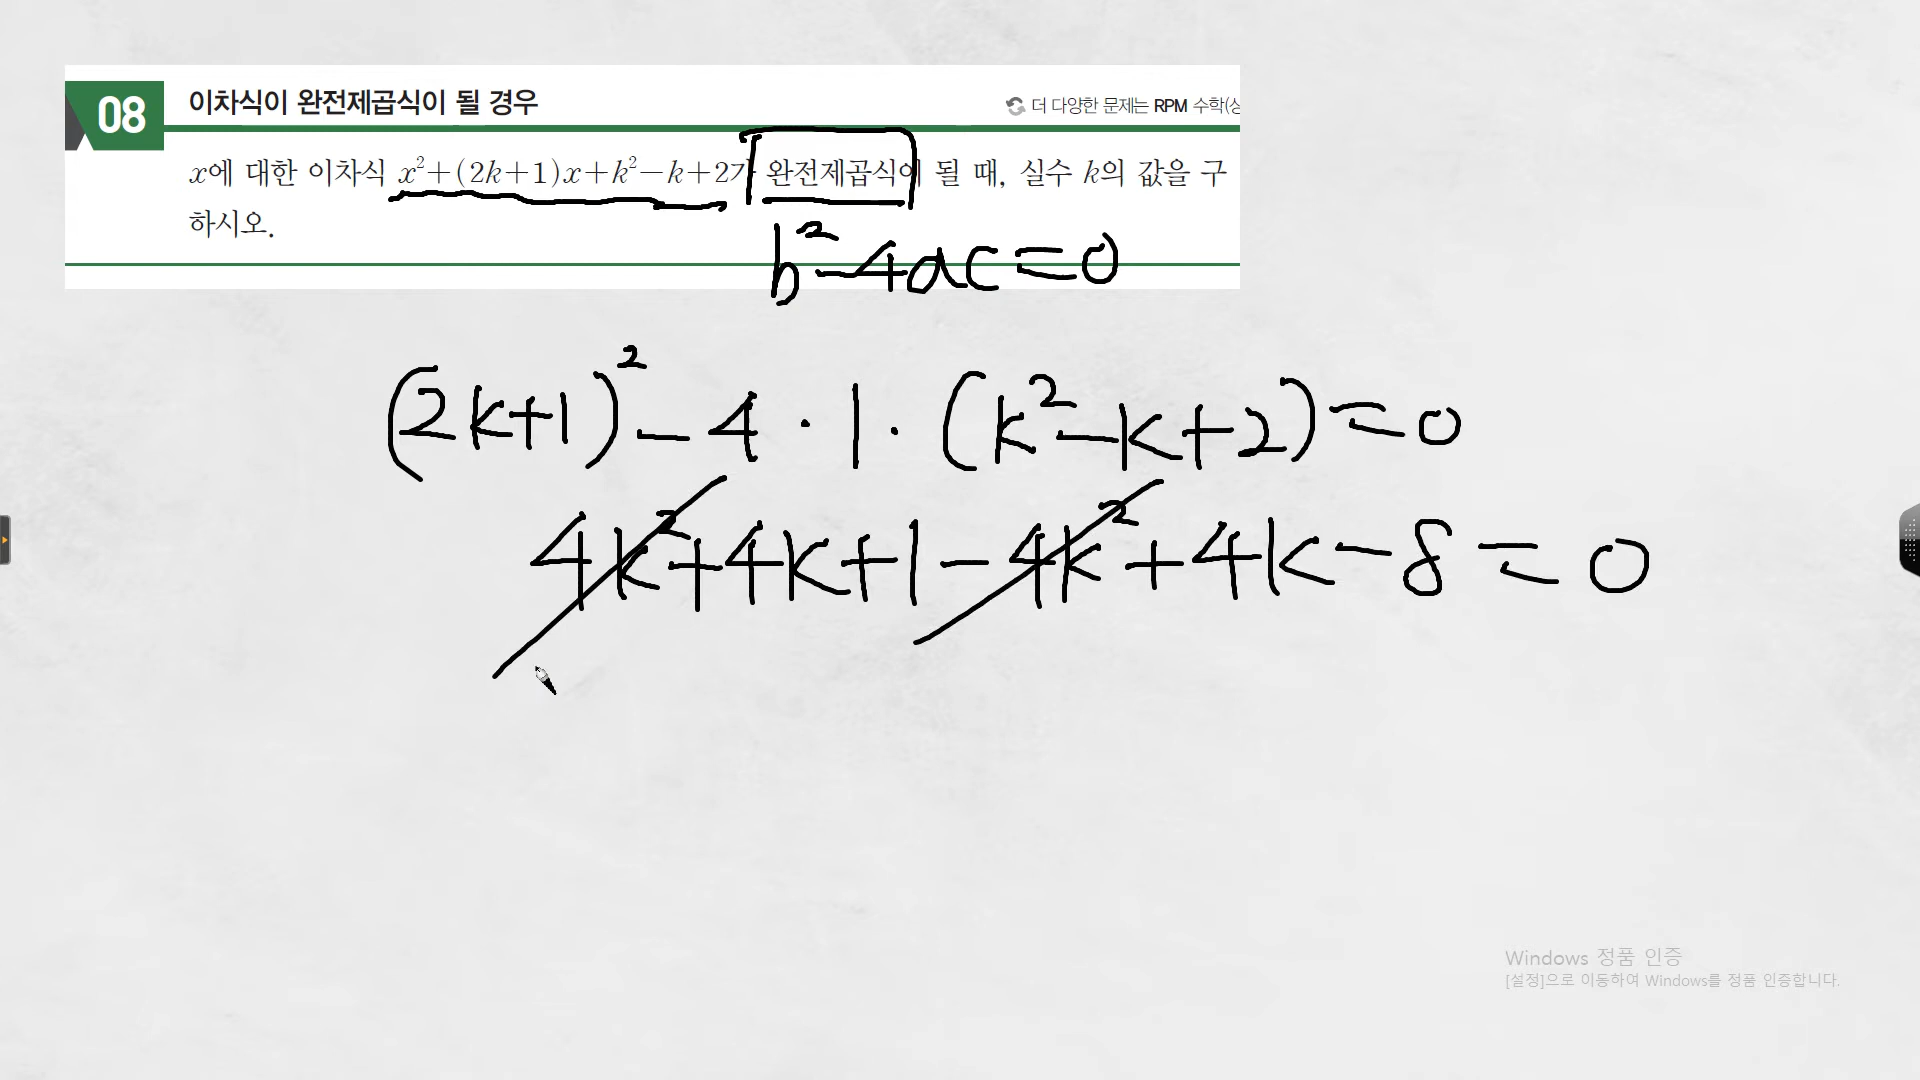 08 이차식이 완전제곱식이 될 경우
더 다양한 문제는 RPM 수학(상
x에 대한 이차식 x²+(2k+1)x+k²-k+2가 완전제곱식이 될 때, 실수 k의 값을 구
하시오.
b²-4ac=0
(2k+1)²-4·1·(k²-k+2)=0
4k²+4k+1-4k²+4k-8=0
Windows 정품 인증
[설정]으로 이동하여 Windows를 정품 인증합니다.